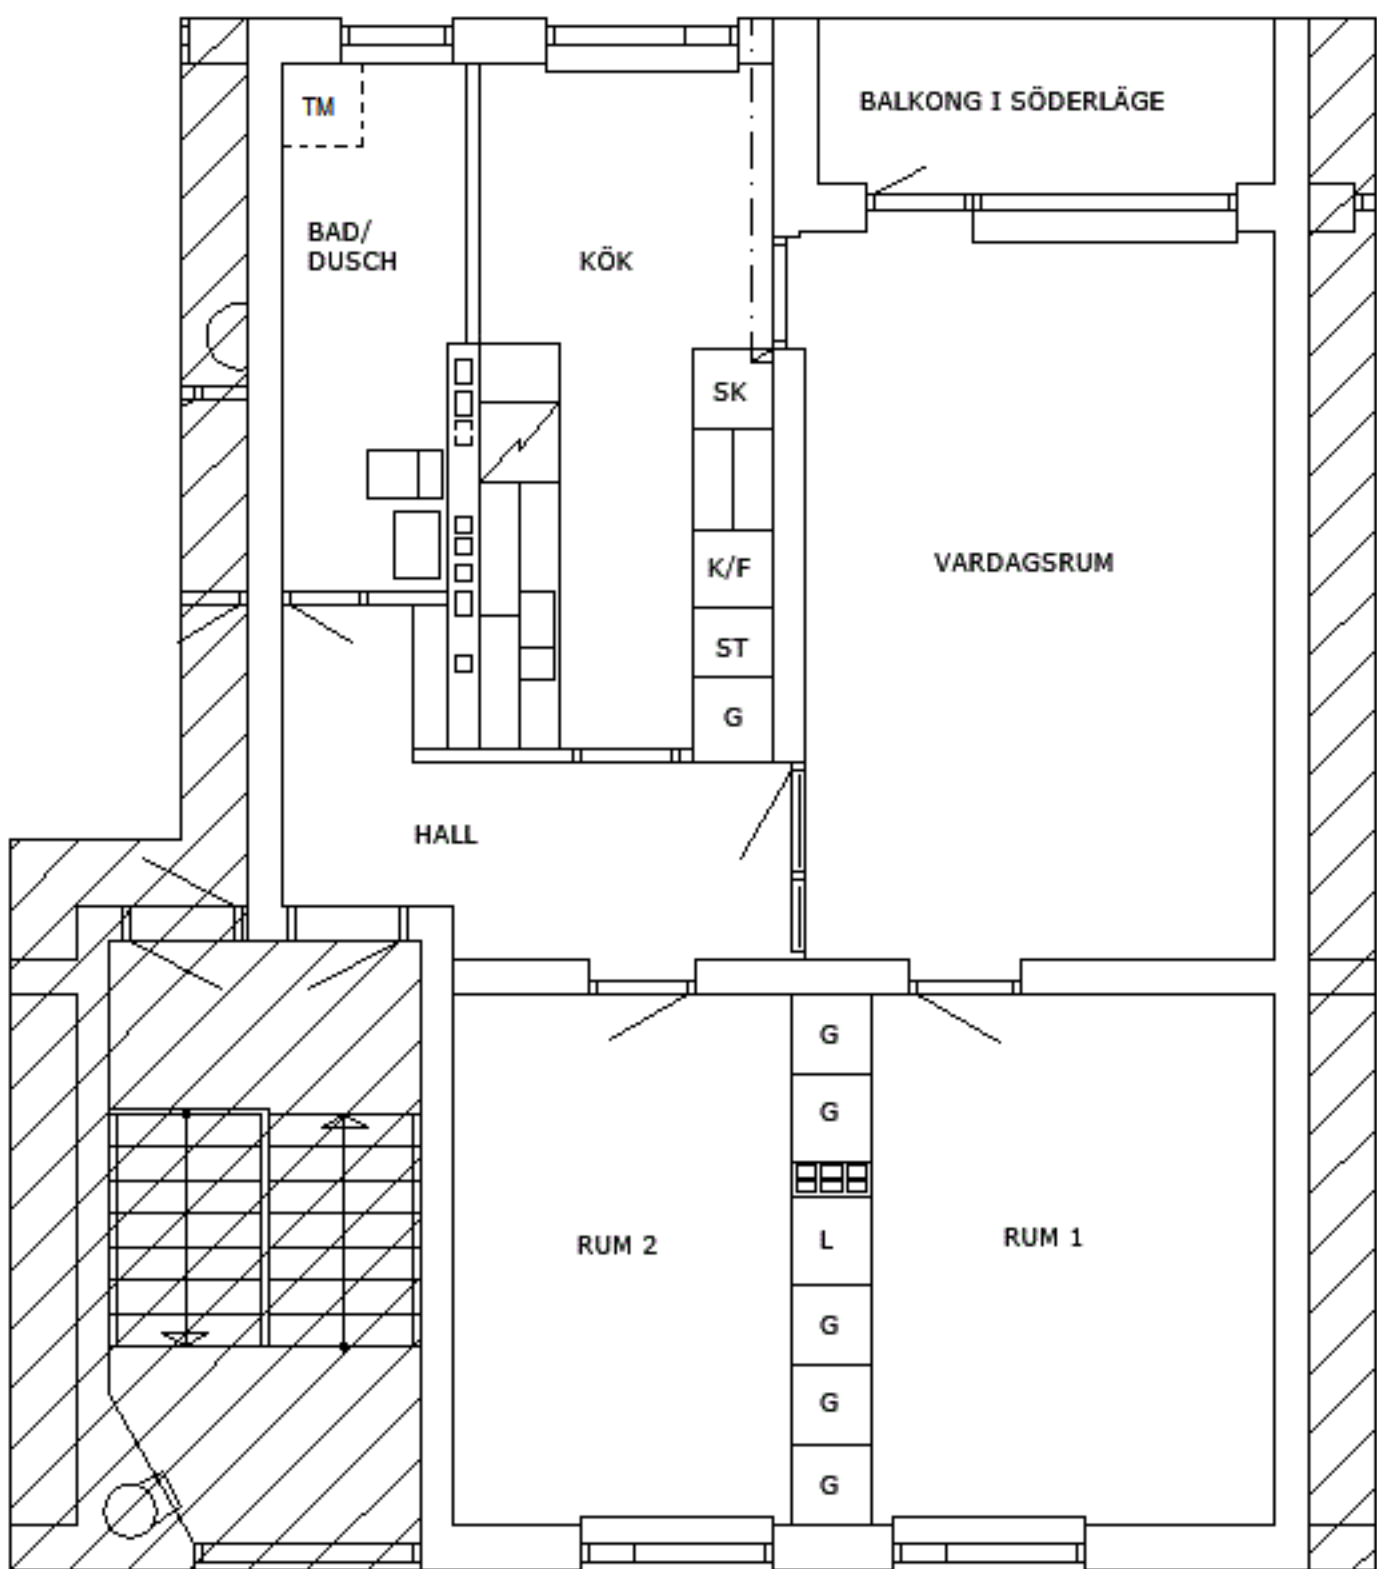 BALKONG I SÖDERLÄGE
TM
BAD/
DUSCH
KÖK
SK
K/F
ST
G
VARDAGSRUM
HALL
G
G
L
G
G
G
RUM 2
RUM 1